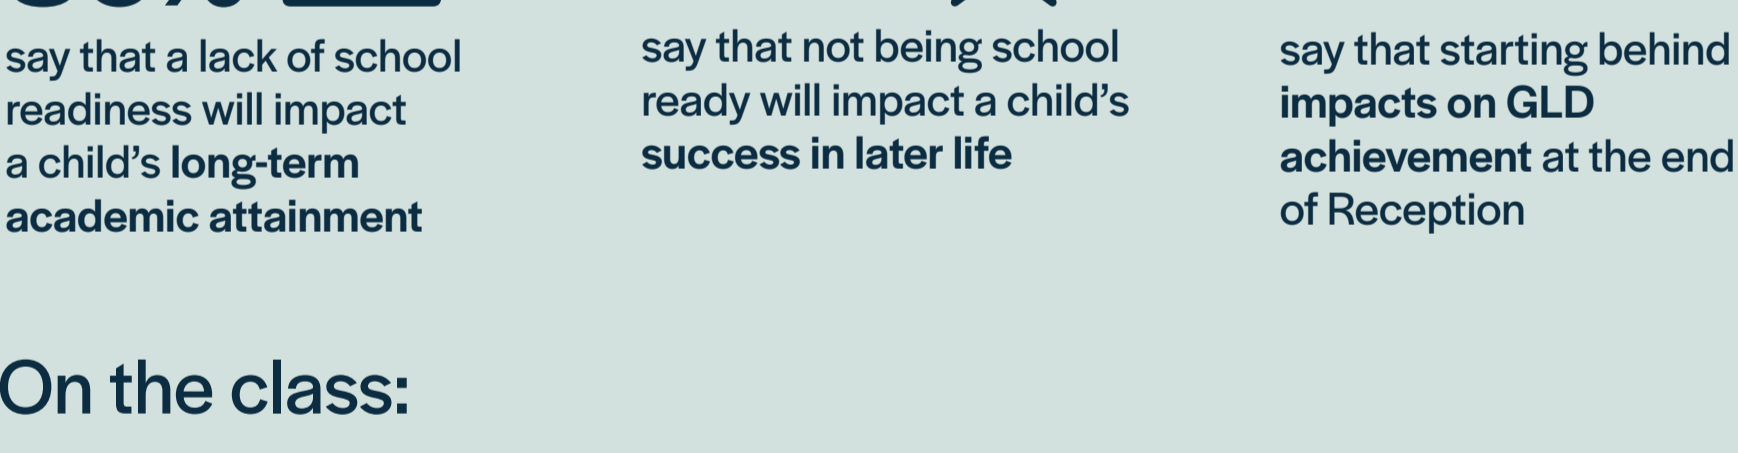 say that a lack of school
readiness will impact
a child's long-term
academic attainment
say that not being school
ready will impact a child's
success in later life
say that starting behind
impacts on GLD
achievement at the end
of Reception
On the class: